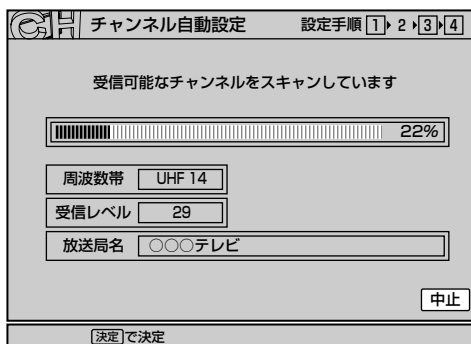 CH チャンネル自動設定 設定手順 1 2 3 4
受信可能なチャンネルをスキャンしています
22%
周波数帯 UHF 14
受信レベル 29
放送局名 ○○○テレビ
中止
決定で決定